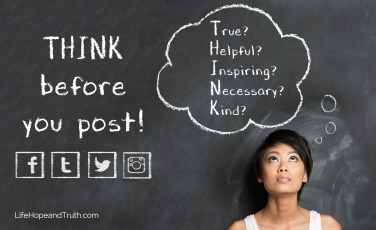 THINK
before
you post!
True?
Helpful?
Inspiring?
Necessary?
Kind?
f
t
LifeHopeandTruth.com